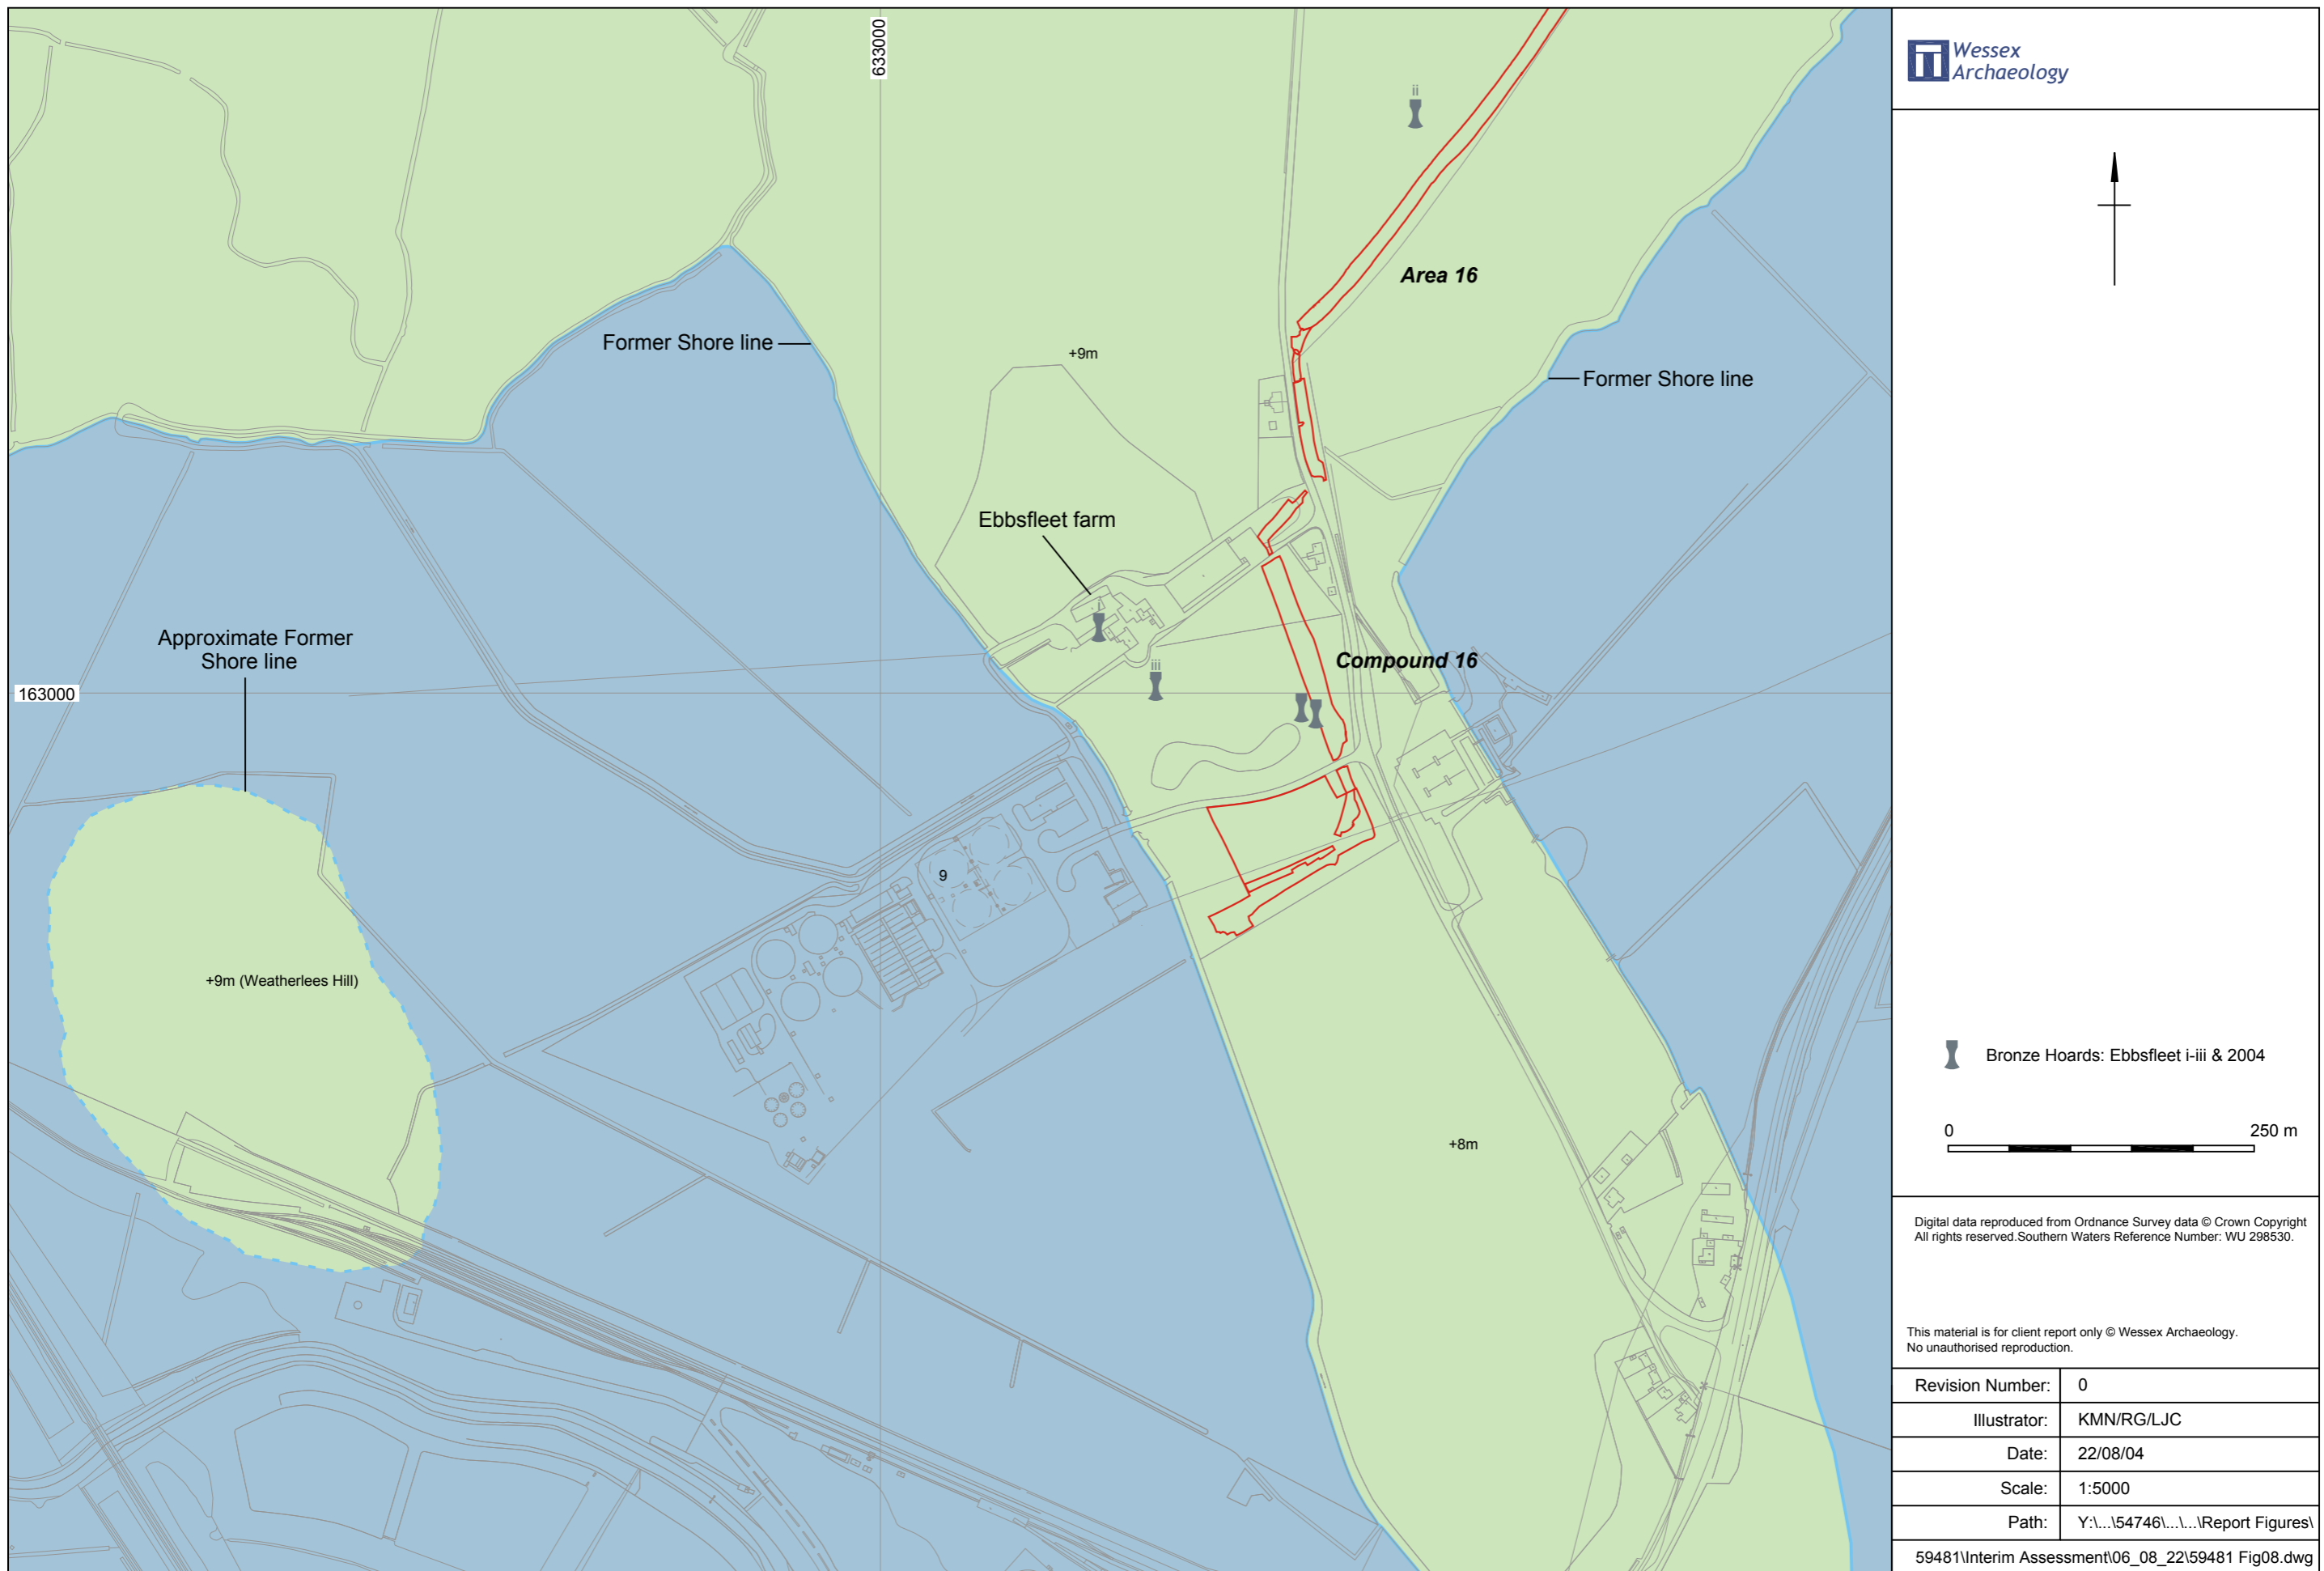 633000
ii
Area 16
Former Shore line
+9m
Former Shore line
Ebbsfleet farm
i
Approximate Former
Shore line
iii
Compound 16
163000
9
+9m (Weatherlees Hill)
+8m
Wessex
Archaeology
Bronze Hoards: Ebbsfleet i-iii & 2004
0 250 m
Digital data reproduced from Ordnance Survey data © Crown Copyright
All rights reserved.Southern Waters Reference Number: WU 298530.
This material is for client report only © Wessex Archaeology.
No unauthorised reproduction.
Revision Number: 0
Illustrator: KMN/RG/LJC
Date: 22/08/04
Scale: 1:5000
Path: Y:\...\54746\...\...\Report Figures\
59481\Interim Assessment\06_08_22\59481 Fig08.dwg